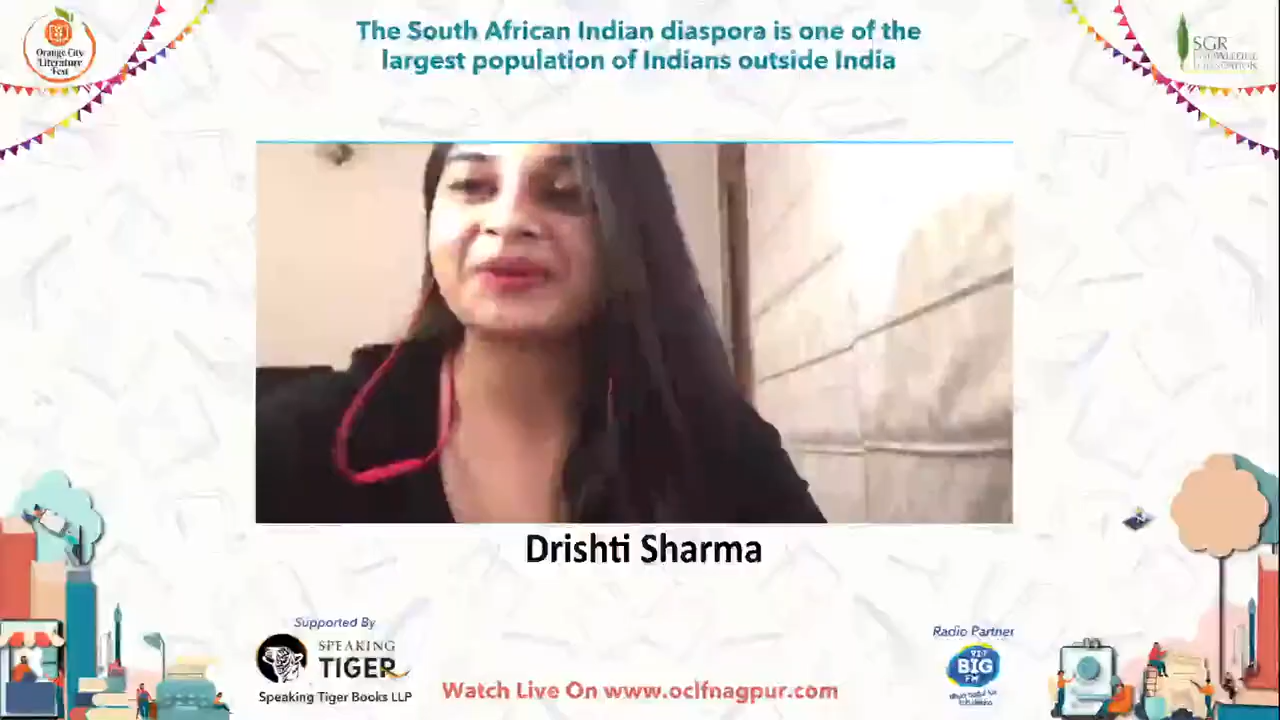 The South African Indian diaspora is one of the
largest population of Indians outside India
Orange City
Literature
Fest
SGR
Drishti Sharma
Supported By
SPEAKING
TIGER
Speaking Tiger Books LLP
Watch Live On www.oclfnagpur.com
Radio Partner
BIG
FM